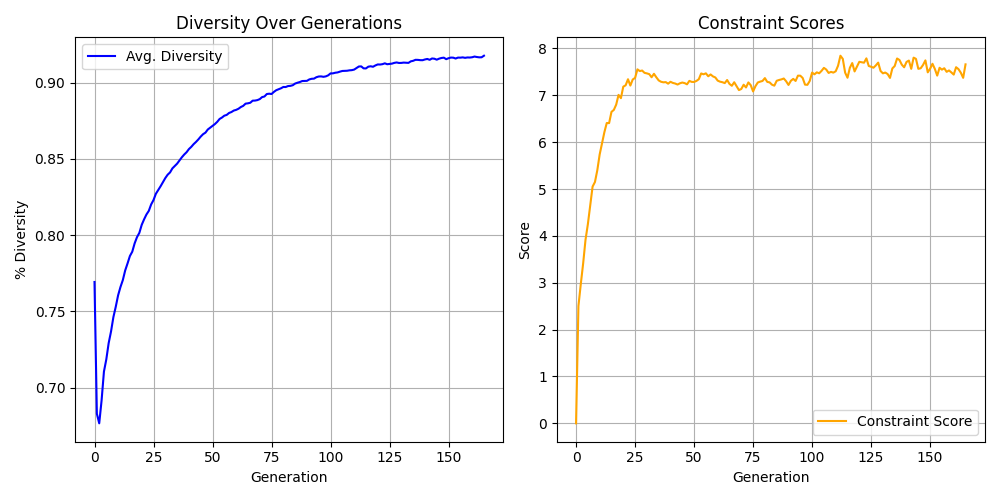 Diversity Over Generations
Avg. Diversity
% Diversity
0.90
0.85
0.80
0.75
0.70
0 25 50 75 100 125 150
Generation
Constraint Scores
Score
8
7
6
5
4
3
2
1
0
Constraint Score
0 25 50 75 100 125 150
Generation